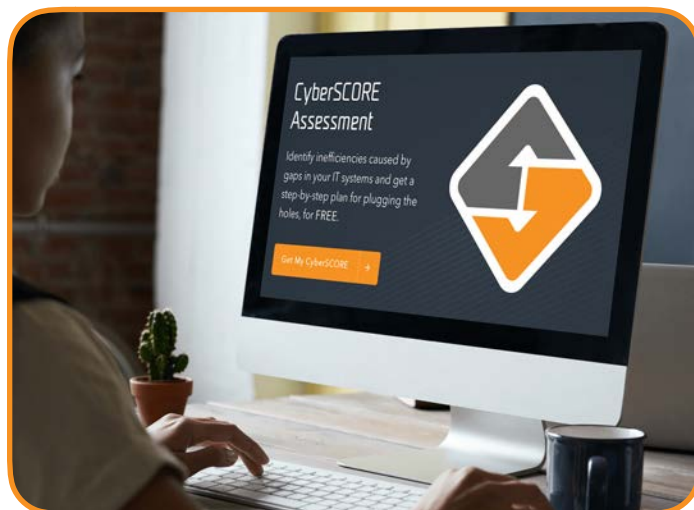 CyberSCORE
Assessment
Identify inefficiencies caused by
gaps in your IT systems and get a
step-by-step plan for plugging the
holes, for FREE.
Get My CyberSCORE →